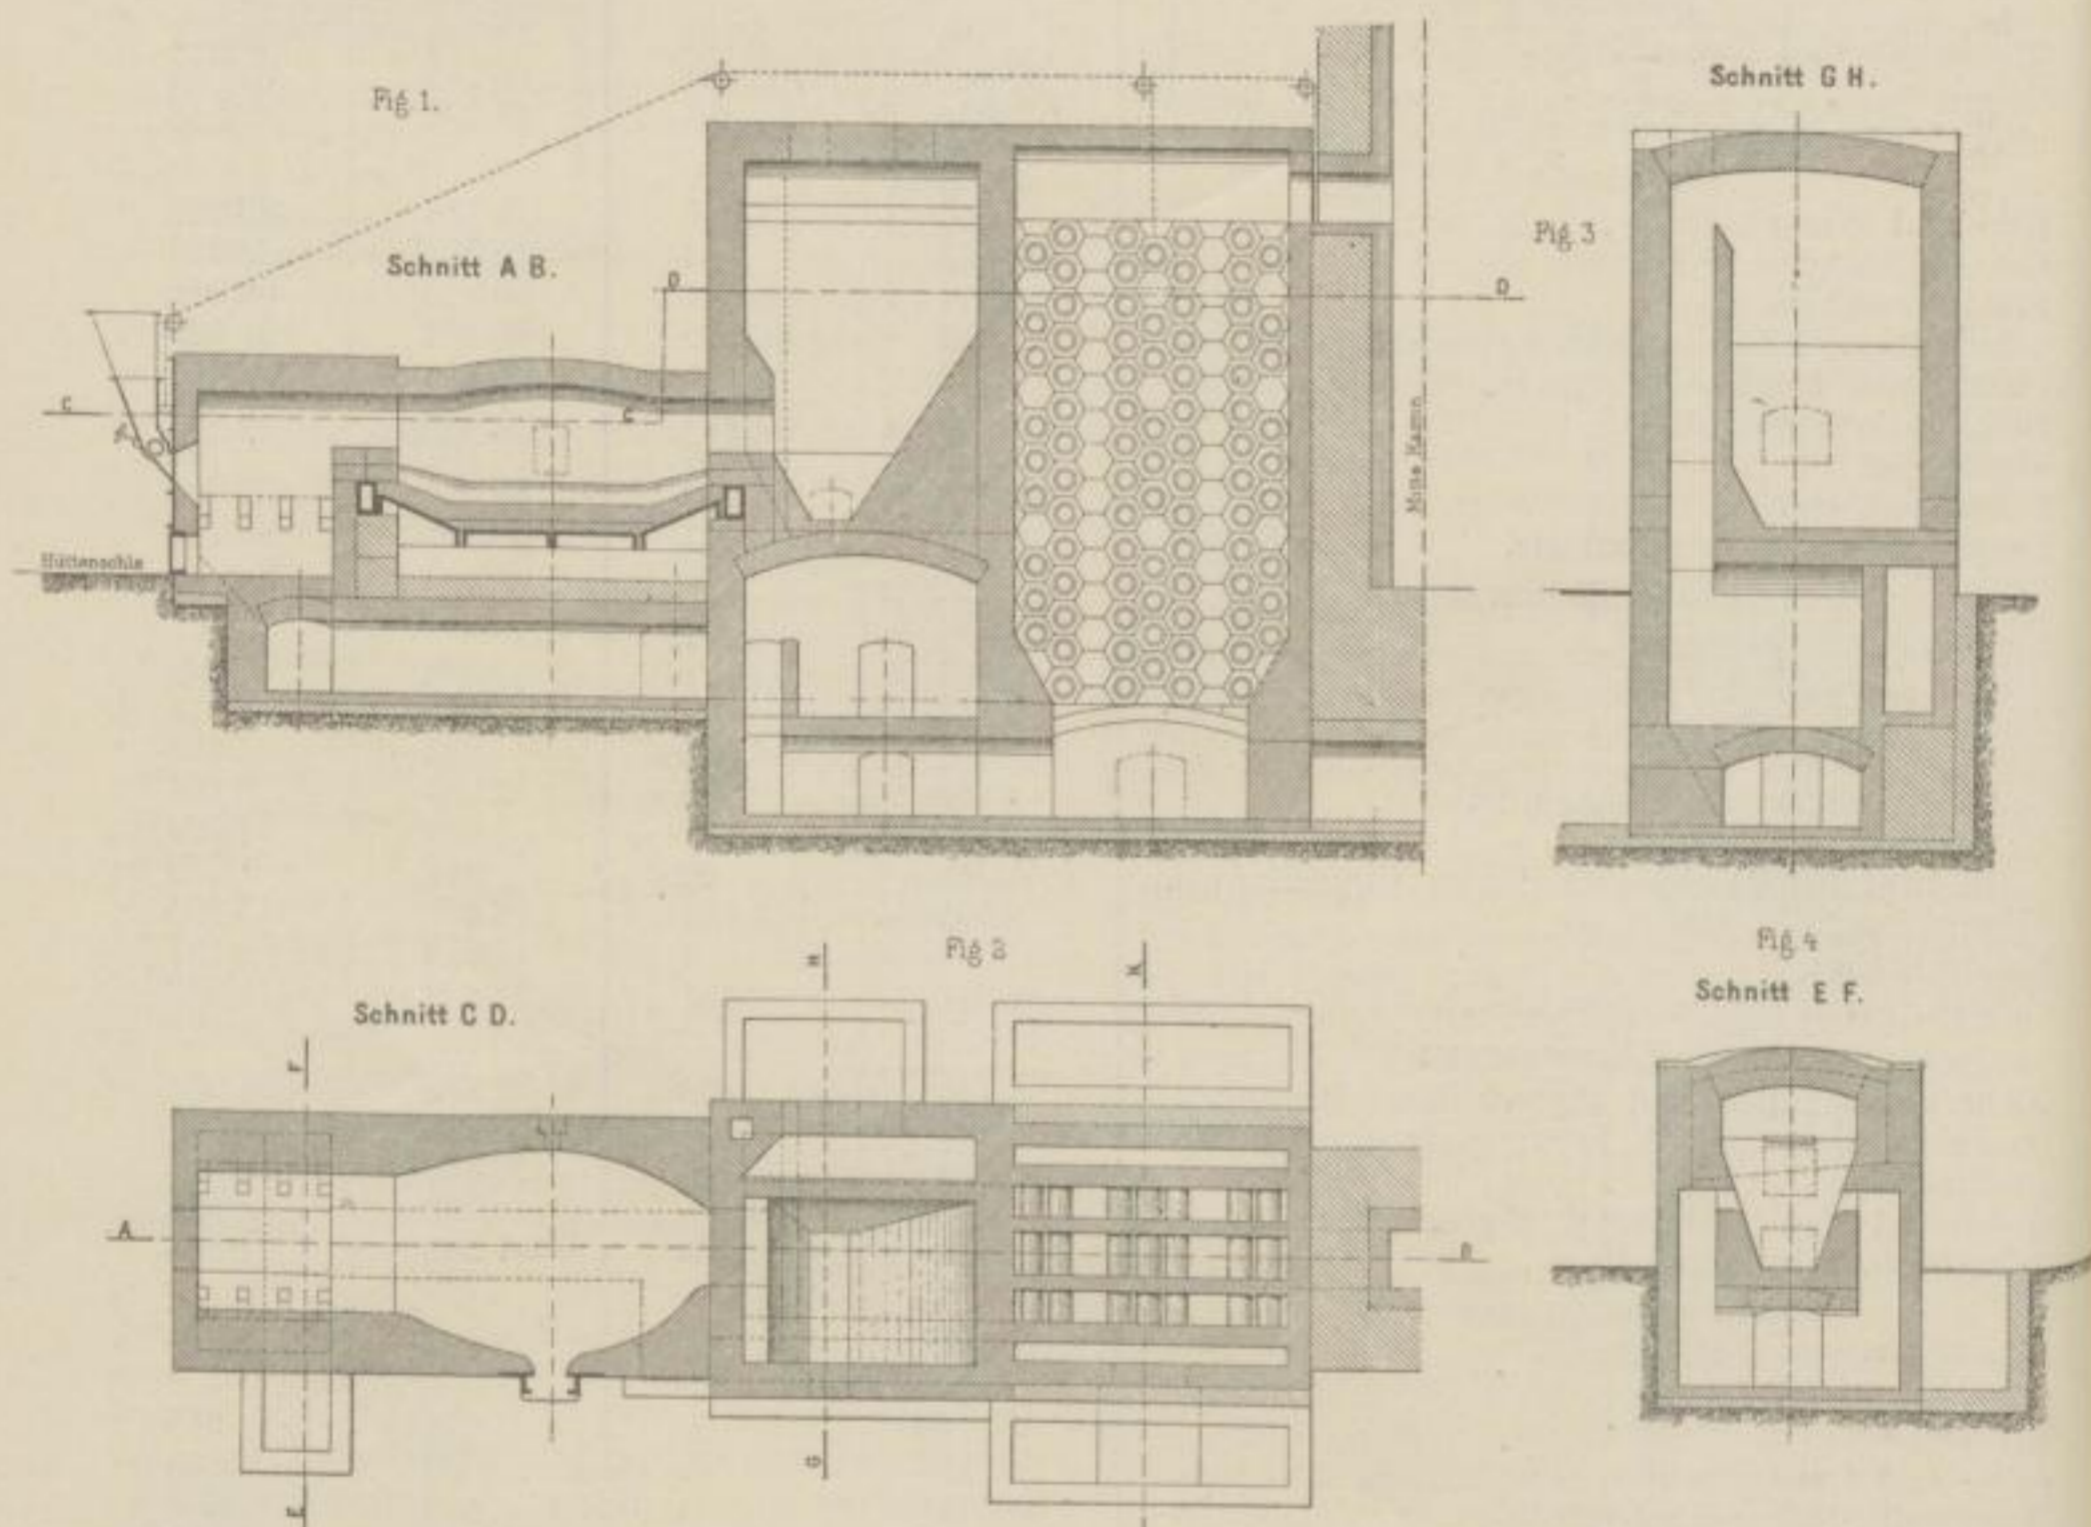 Fig 1.
Schnitt A B.
D
D
C
C
Hüttensohle
Mitte Kamin
Schnitt G H.
Fig 3
Fig 2
Schnitt C D.
H
K
F
A
B
G
E
Fig 4
Schnitt E F.